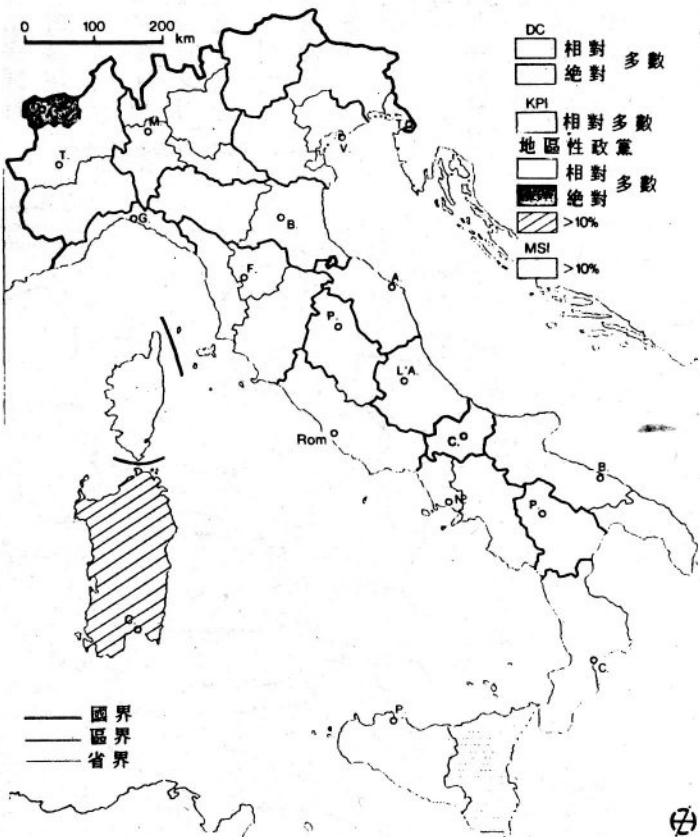 0 100 200
km
DC
相對 多數
絕對
KPI
相對多數
地區性政黨
相對 多數
絕對
>10%
MSI
>10%
M.
T.
V.
T.
G.
B.
F.
A.
P.
L'A.
Rom
C.
B
N.
P.
C.
C.
P.
國界
區界
省界
7